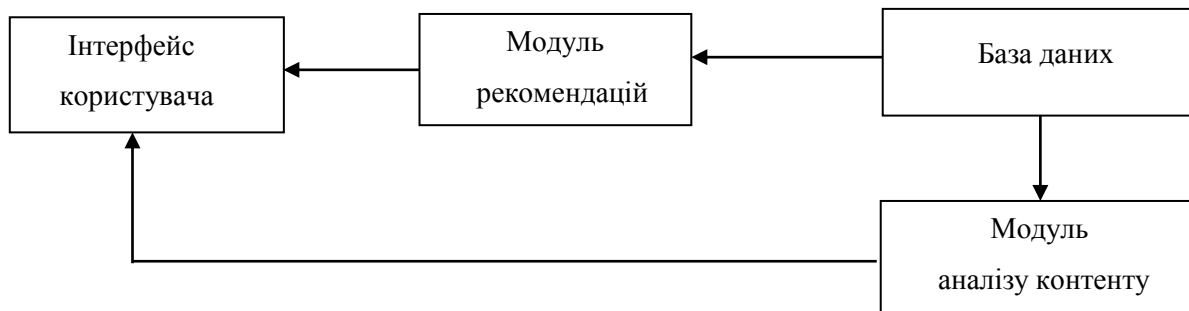 Інтерфейс
користувача
Модуль
рекомендацій
База даних
Модуль
аналізу контенту